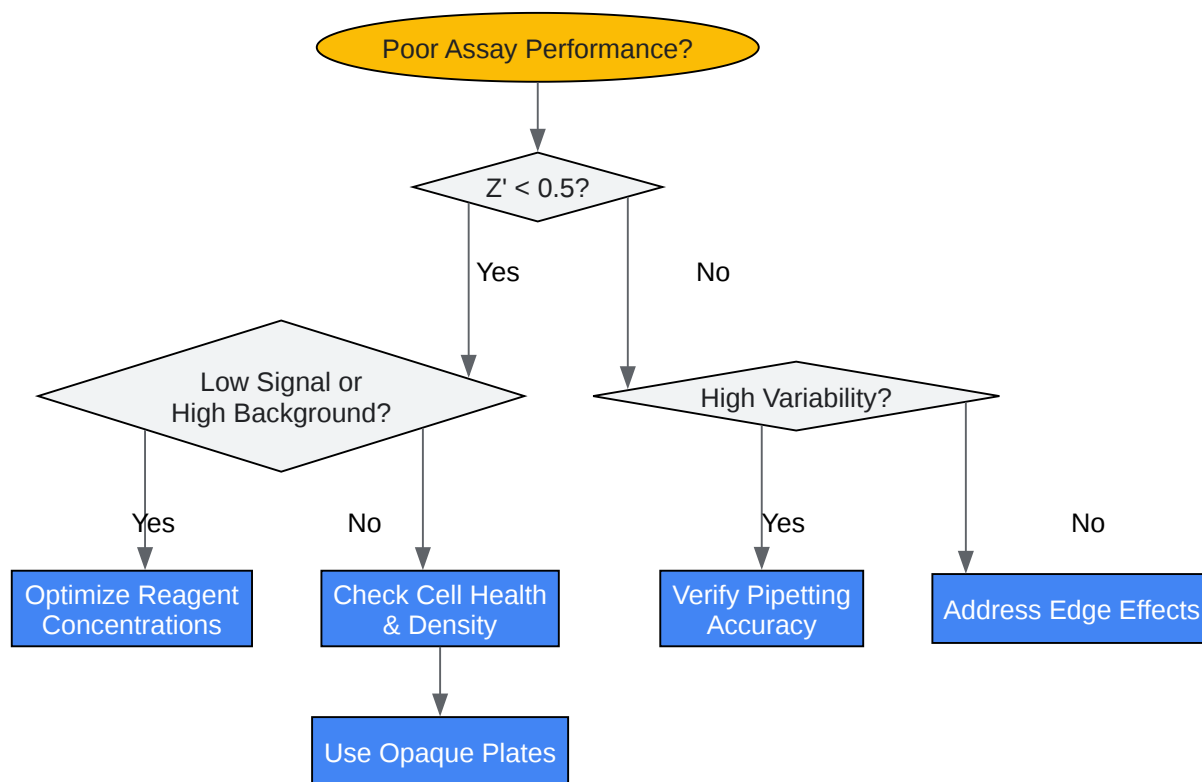 Poor Assay Performance?
Z' < 0.5?
Yes
No
Low Signal or
High Background?
High Variability?
Yes
No
Yes
No
Optimize Reagent
Concentrations
Check Cell Health
& Density
Verify Pipetting
Accuracy
Address Edge Effects
Use Opaque Plates